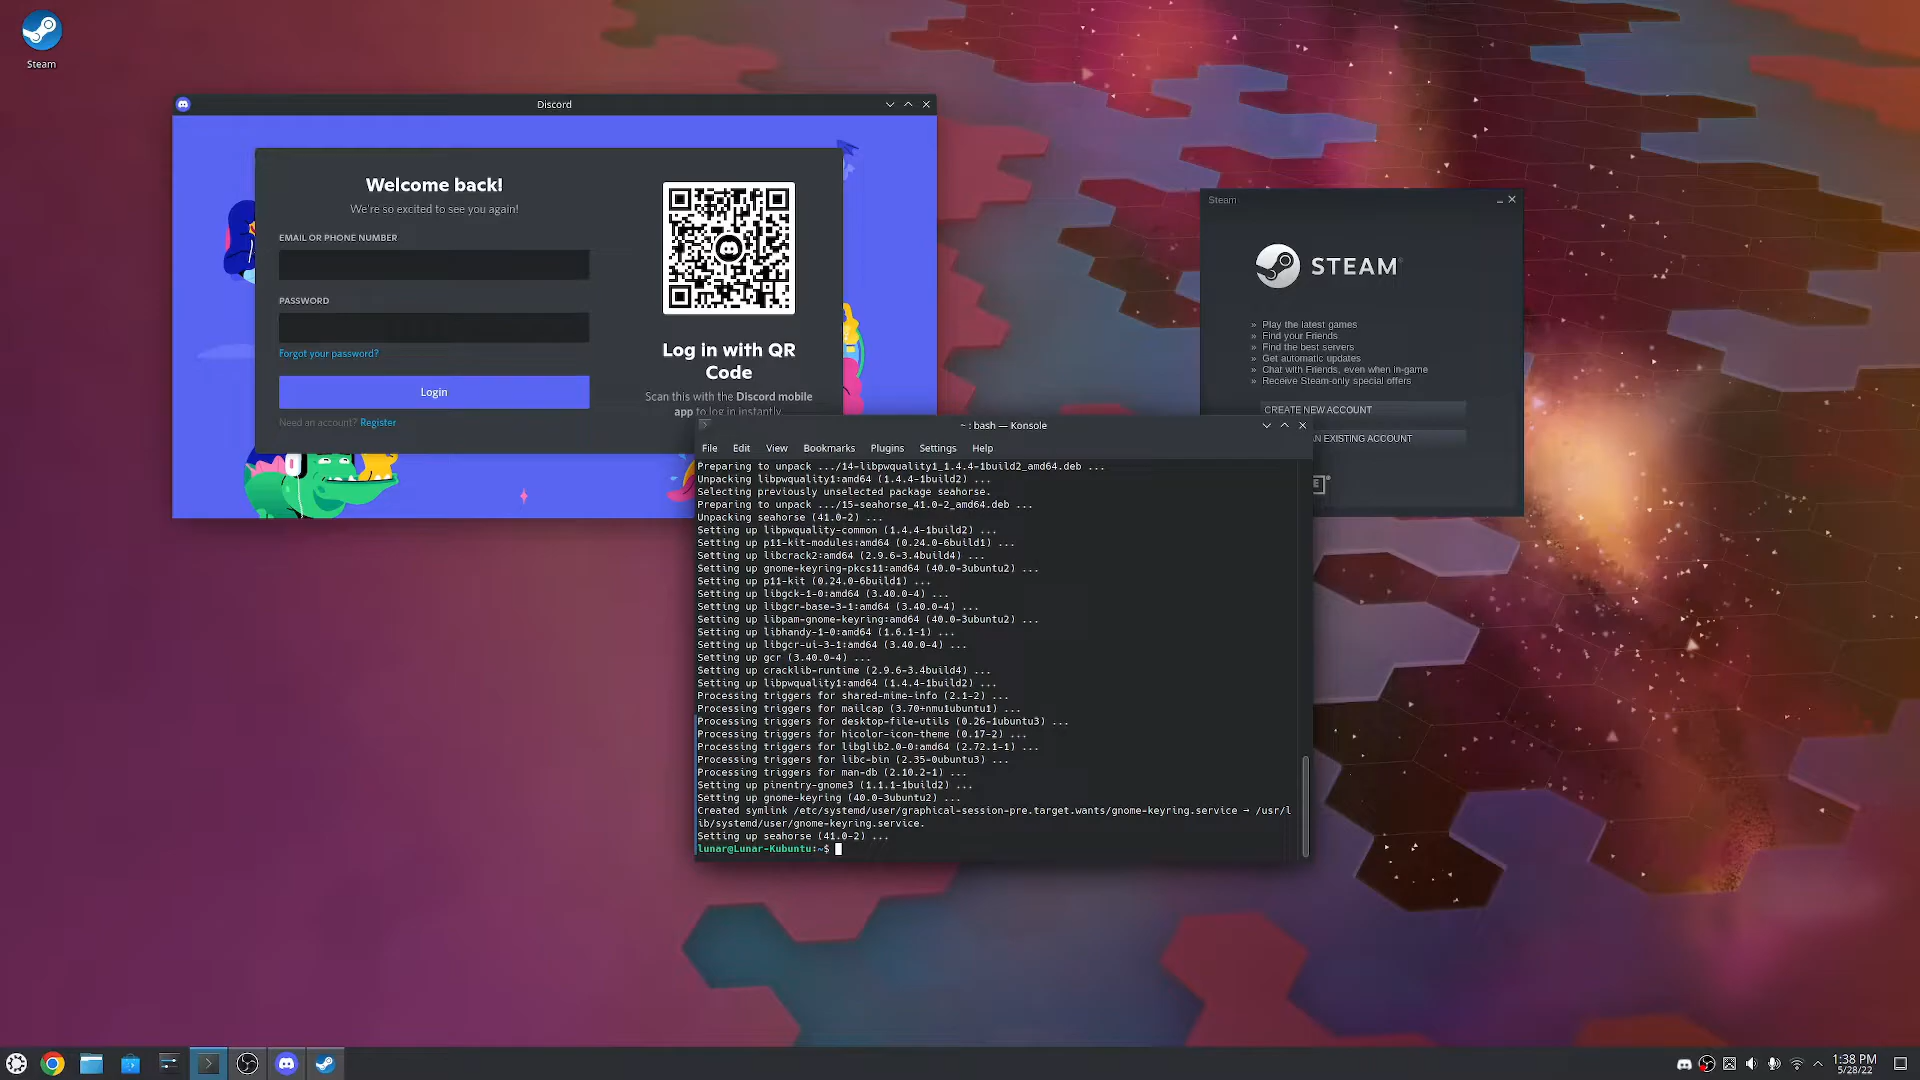 Steam
Discord
Welcome back!
We're so excited to see you again!
EMAIL OR PHONE NUMBER
PASSWORD
Forgot your password?
Login
Need an account? Register
Log in with QR
Code
Scan this with the Discord mobile
app to log in instantly
Steam
STEAM
» Play the latest games
» Find your Friends
» Find the best servers
» Get automatic updates
» Chat with Friends, even when in-game
» Receive Steam-only special offers
CREATE NEW ACCOUNT
AN EXISTING ACCOUNT
~ : bash — Konsole
File Edit View Bookmarks Plugins Settings Help
Preparing to unpack .../14-libpwquality1_1.4.4-1build2_amd64.deb ...
Unpacking libpwquality1:amd64 (1.4.4-1build2) ...
Selecting previously unselected package seahorse.
Preparing to unpack .../15-seahorse_41.0-2_amd64.deb ...
Unpacking seahorse (41.0-2) ...
Setting up libpwquality-common (1.4.4-1build2) ...
Setting up p11-kit-modules:amd64 (0.24.0-6build1) ...
Setting up libcrack2:amd64 (2.9.6-3.4build4) ...
Setting up gnome-keyring-pkcs11:amd64 (40.0-3ubuntu2) ...
Setting up p11-kit (0.24.0-6build1) ...
Setting up libgck-1-0:amd64 (3.40.0-4) ...
Setting up libgcr-base-3-1:amd64 (3.40.0-4) ...
Setting up libpam-gnome-keyring:amd64 (40.0-3ubuntu2) ...
Setting up libhandy-1-0:amd64 (1.6.1-1) ...
Setting up libgcr-ui-3-1:amd64 (3.40.0-4) ...
Setting up gcr (3.40.0-4) ...
Setting up cracklib-runtime (2.9.6-3.4build4) ...
Setting up libpwquality1:amd64 (1.4.4-1build2) ...
Processing triggers for shared-mime-info (2.1-2) ...
Processing triggers for mailcap (3.70+nmu1ubuntu1) ...
Processing triggers for desktop-file-utils (0.26-1ubuntu3) ...
Processing triggers for hicolor-icon-theme (0.17-2) ...
Processing triggers for libglib2.0-0:amd64 (2.72.1-1) ...
Processing triggers for libc-bin (2.35-0ubuntu3) ...
Processing triggers for man-db (2.10.2-1) ...
Setting up pinentry-gnome3 (1.1.1-1build2) ...
Setting up gnome-keyring (40.0-3ubuntu2) ...
Created symlink /etc/systemd/user/graphical-session-pre.target.wants/gnome-keyring.service → /usr/l
ib/systemd/user/gnome-keyring.service.
Setting up seahorse (41.0-2) ...
lunar@Lunar-Kubuntu:~$
1:38 PM
5/28/22